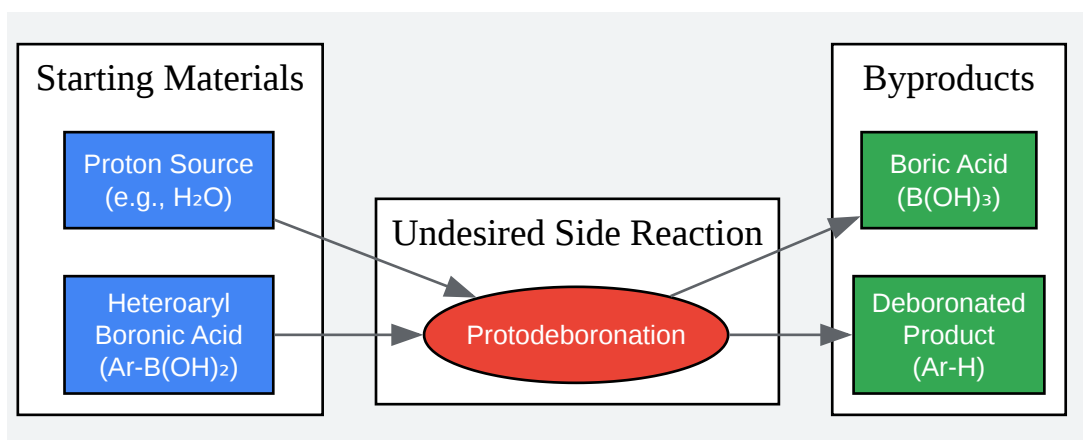 Starting Materials
Proton Source
(e.g., H₂O)
Heteroaryl
Boronic Acid
(Ar-B(OH)₂)
Undesired Side Reaction
Protodeboronation
Byproducts
Boric Acid
(B(OH)₃)
Deboronated
Product
(Ar-H)